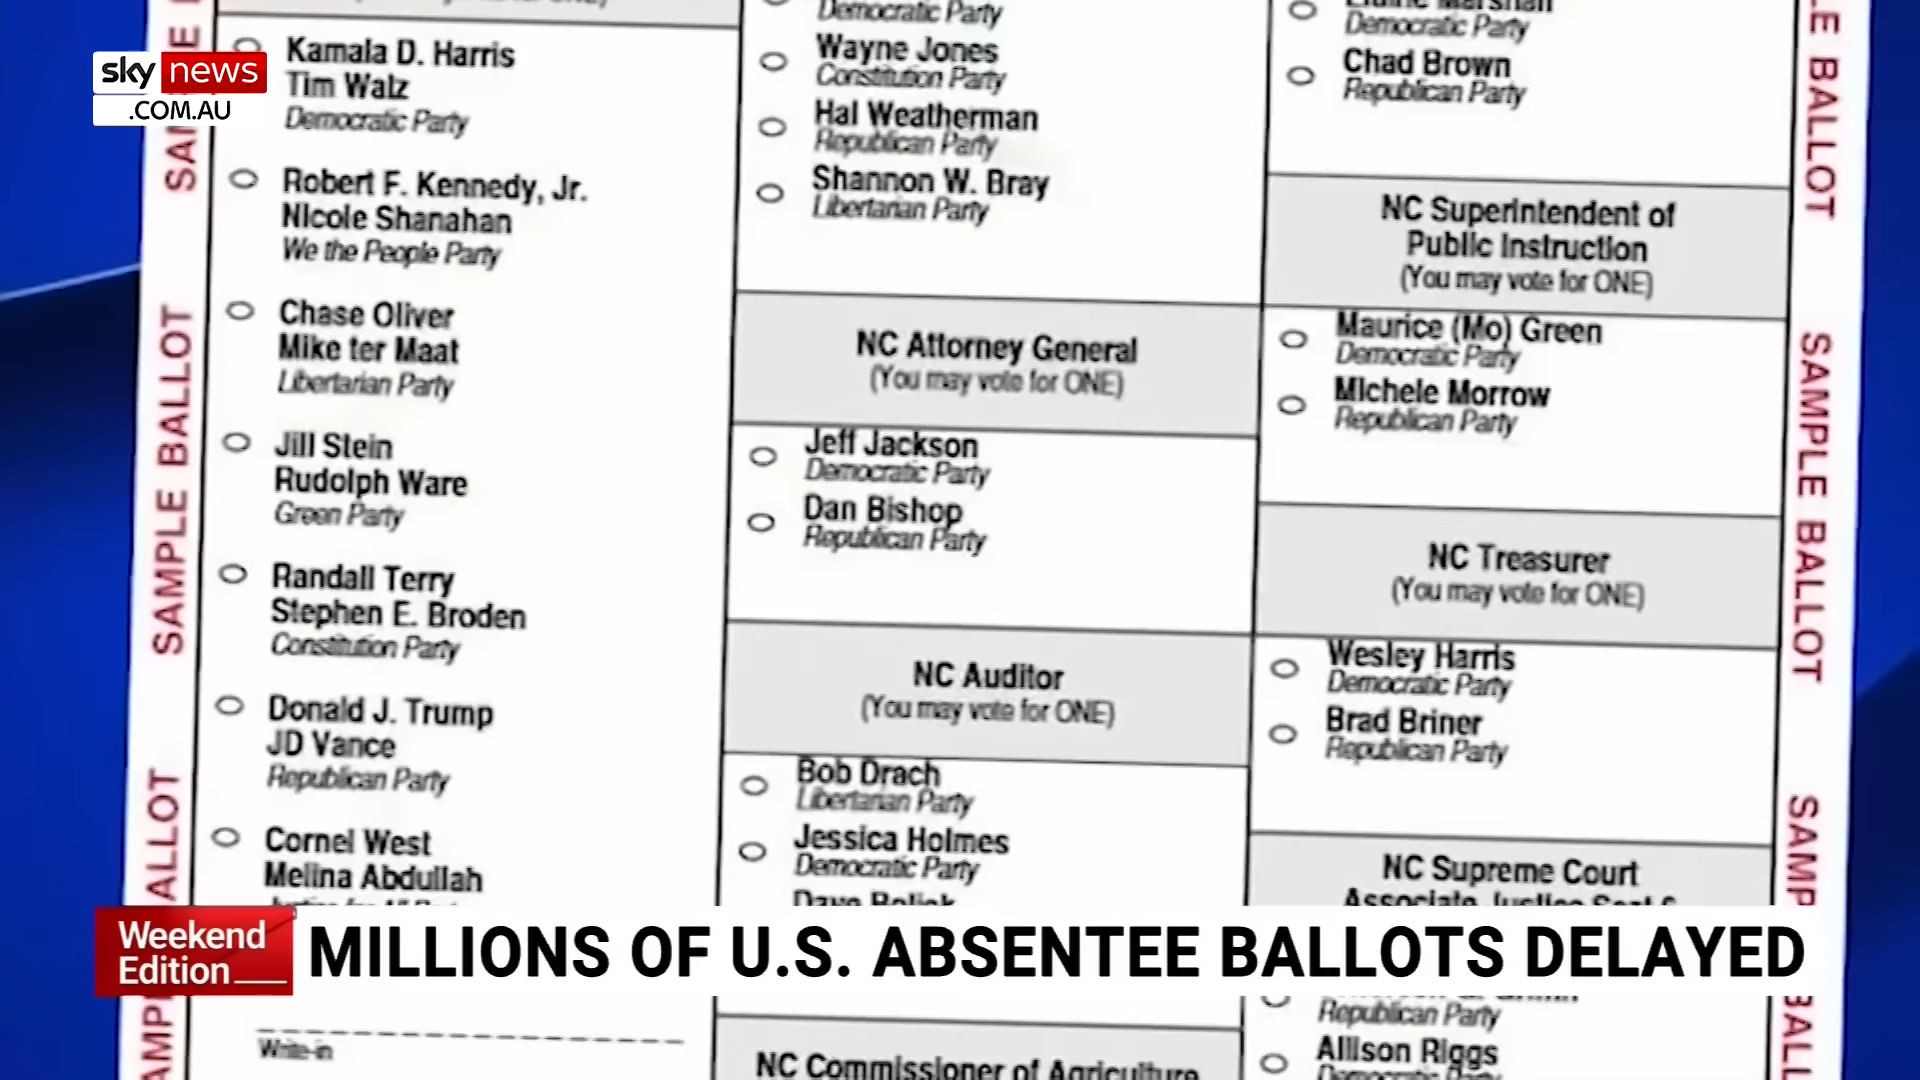 sky news
.COM.AU
Kamala D. Harris
Tim Walz
Democratic Party
Robert F. Kennedy, Jr.
Nicole Shanahan
We the People Party
Chase Oliver
Mike ter Maat
Libertarian Party
Jill Stein
Rudolph Ware
Green Party
Randall Terry
Stephen E. Broden
Constitution Party
Donald J. Trump
JD Vance
Republican Party
Cornel West
Melina Abdullah
Write-in
Democratic Party
Wayne Jones
Constitution Party
Hal Weatherman
Republican Party
Shannon W. Bray
Libertarian Party
NC Attorney General
(You may vote for ONE)
Jeff Jackson
Democratic Party
Dan Bishop
Republican Party
NC Auditor
(You may vote for ONE)
Bob Drach
Libertarian Party
Jessica Holmes
Democratic Party
NC Commissioner of Agriculture
Democratic Party
Chad Brown
Republican Party
NC Superintendent of
Public Instruction
(You may vote for ONE)
Maurice (Mo) Green
Democratic Party
Michele Morrow
Republican Party
NC Treasurer
(You may vote for ONE)
Wesley Harris
Democratic Party
Brad Briner
Republican Party
NC Supreme Court
Associate Justice Seat 6
Republican Party
Allison Riggs
SAMPLE BALLOT
SAMPLE BALLOT
Weekend
Edition
MILLIONS OF U.S. ABSENTEE BALLOTS DELAYED